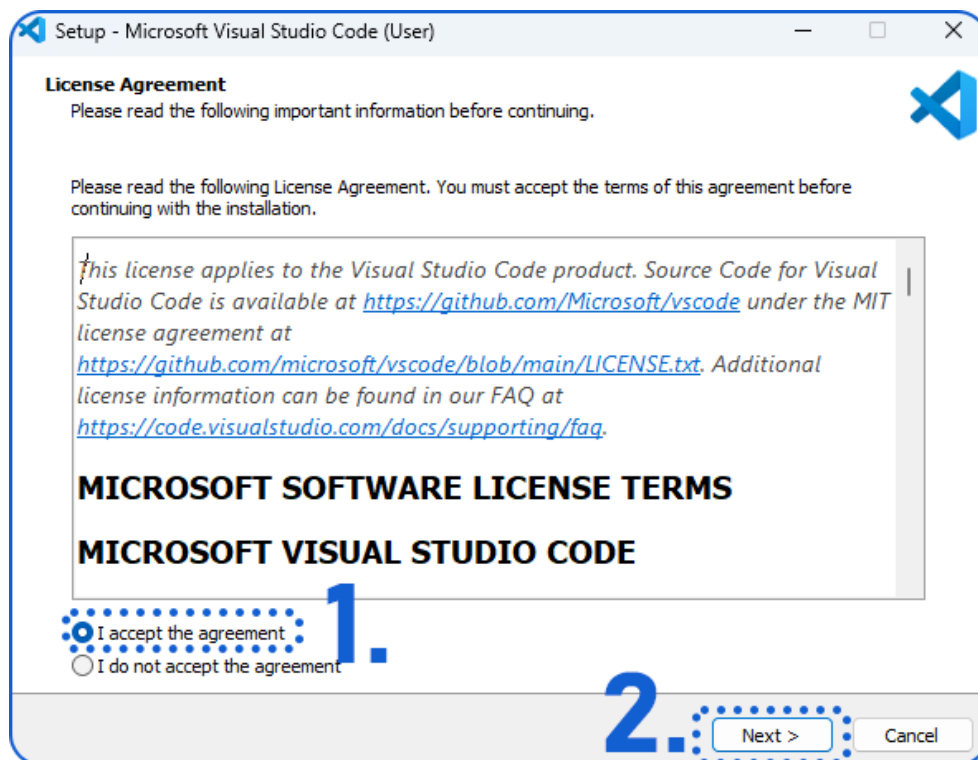 Setup - Microsoft Visual Studio Code (User)
License Agreement
Please read the following important information before continuing.
Please read the following License Agreement. You must accept the terms of this agreement before
continuing with the installation.
This license applies to the Visual Studio Code product. Source Code for Visual
Studio Code is available at https://github.com/Microsoft/vscode under the MIT
license agreement at
https://github.com/microsoft/vscode/blob/main/LICENSE.txt. Additional
license information can be found in our FAQ at
https://code.visualstudio.com/docs/supporting/faq.
MICROSOFT SOFTWARE LICENSE TERMS
MICROSOFT VISUAL STUDIO CODE
1.
I accept the agreement
I do not accept the agreement
2.
Next >
Cancel